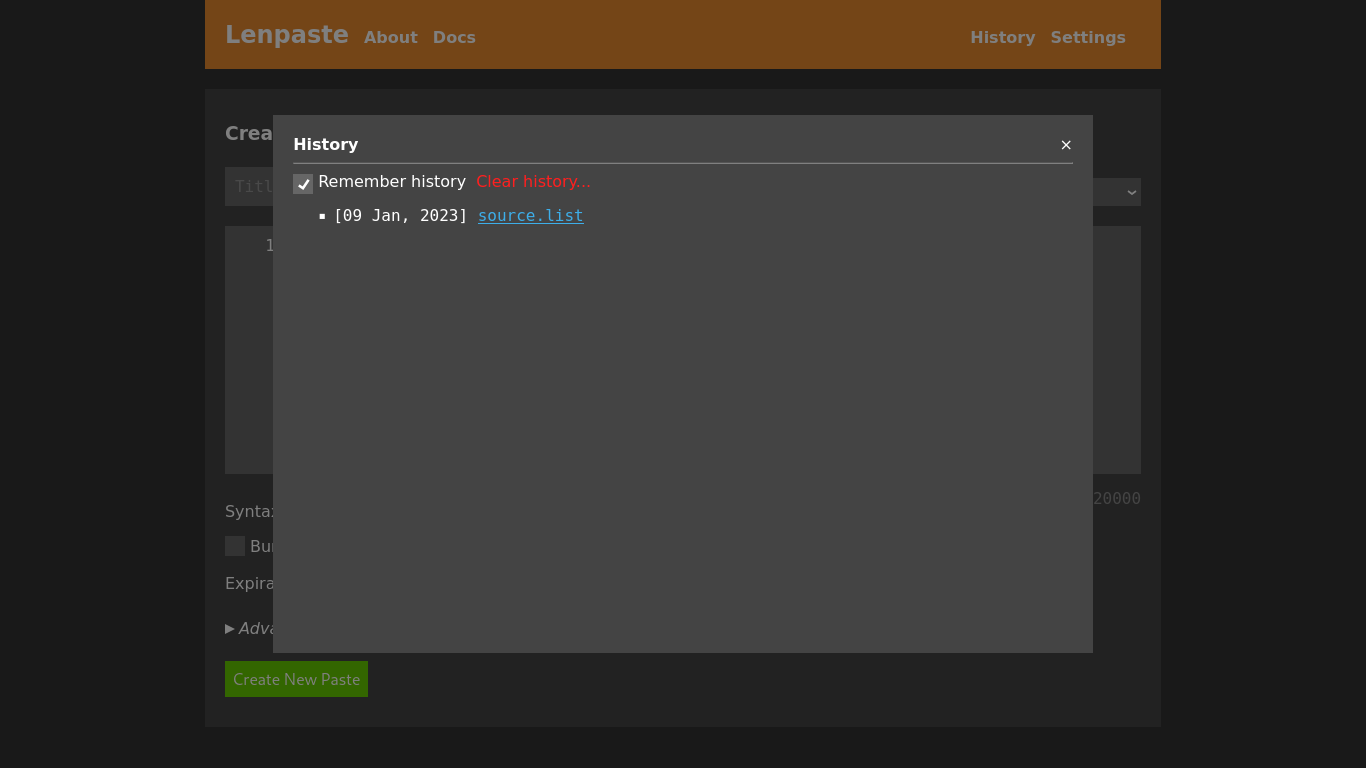 Lenpaste About Docs History Settings
Crea
History ×
Titl
Remember history Clear history...
[09 Jan, 2023] source.list
1
20000
Synta
Bu
Expira
Adva
Create New Paste